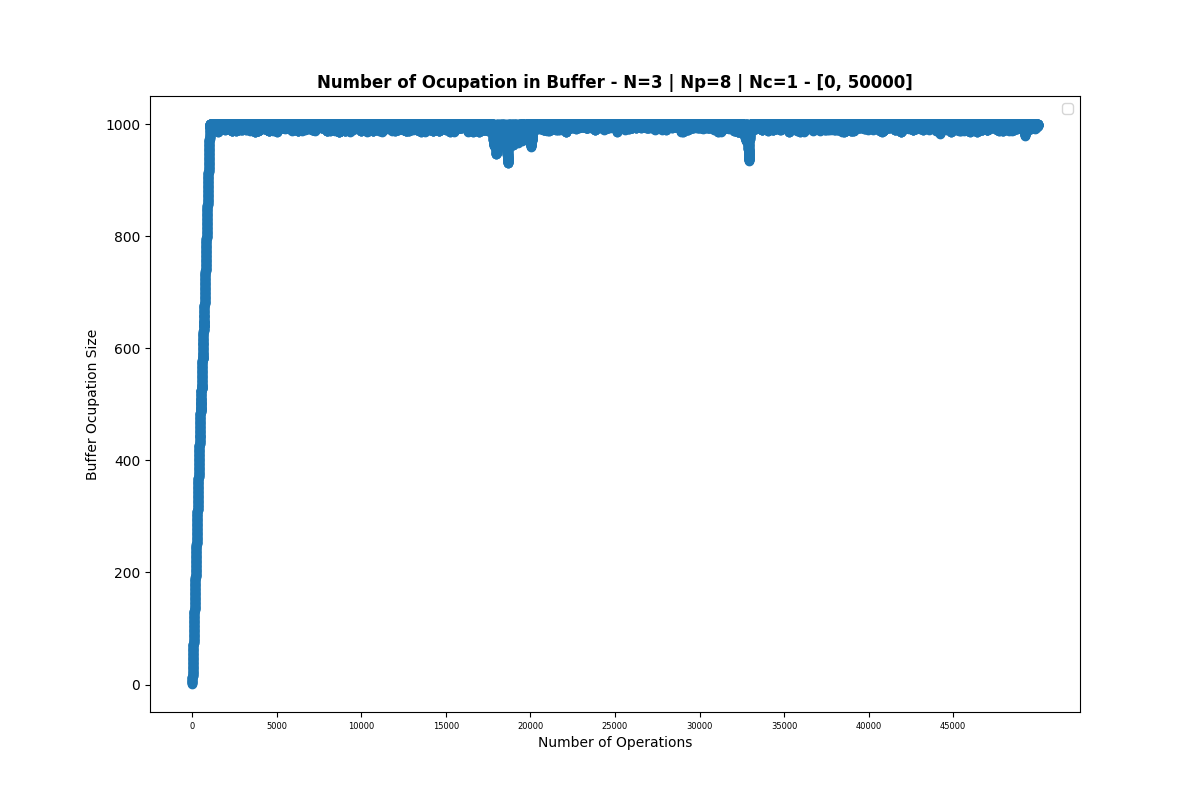 Number of Ocupation in Buffer - N=3 | Np=8 | Nc=1 - [0, 50000]
1000
800
600
400
200
0
Buffer Ocupation Size
0 5000 10000 15000 20000 25000 30000 35000 40000 45000
Number of Operations